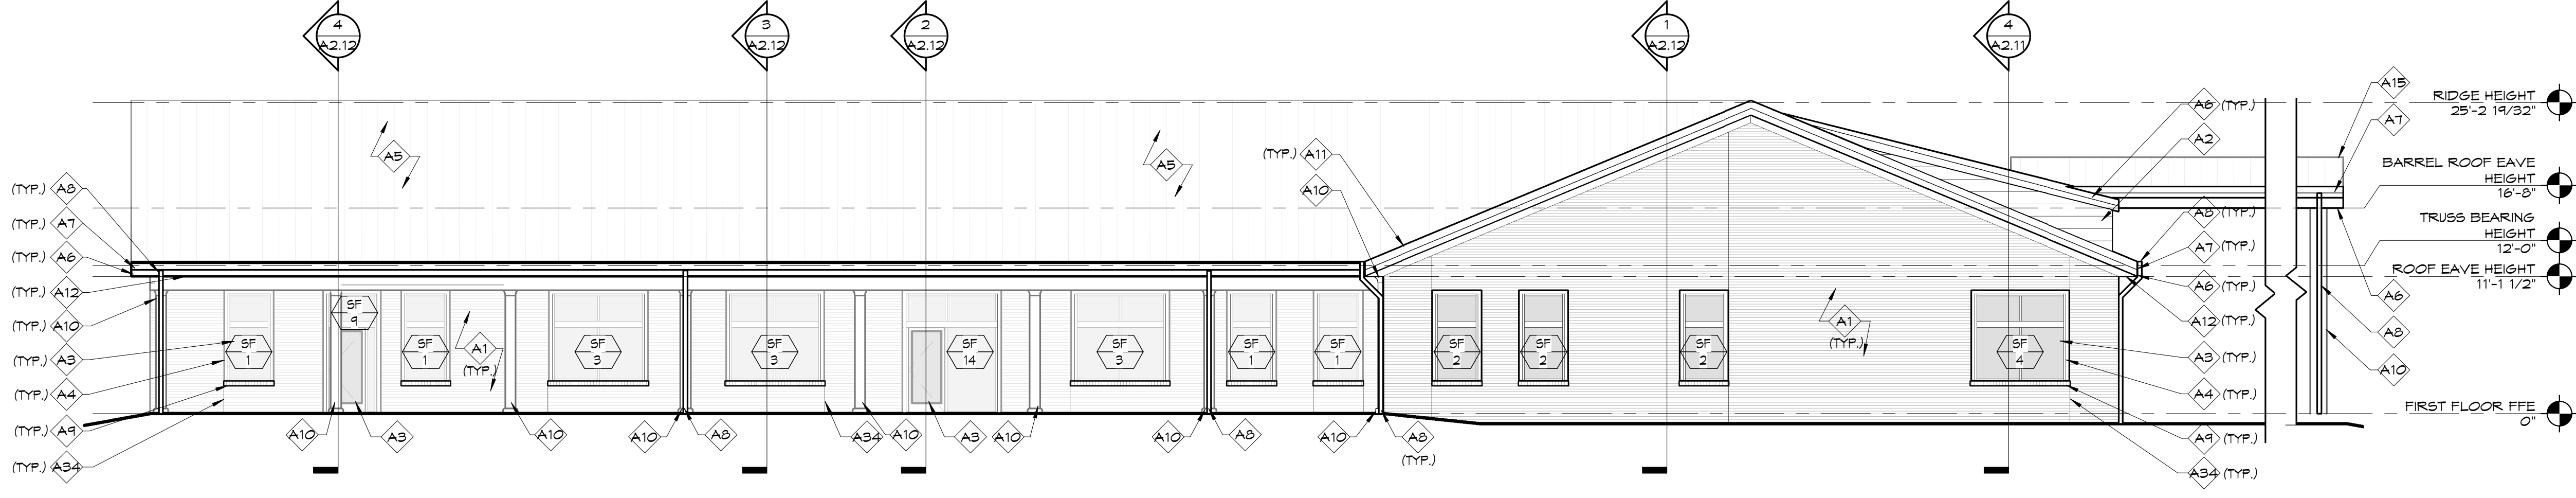 4
A2.12
3
A2.12
2
A2.12
1
A2.12
4
A2.11
A15
A6 (TYP.)
RIDGE HEIGHT
25'-2 19/32"
A7
A2
A5
A5
(TYP.) A11
A10
BARREL ROOF EAVE
HEIGHT
16'-8"
(TYP.) A8
A8 (TYP.)
(TYP.) A7
TRUSS BEARING
HEIGHT
12'-0"
A7 (TYP.)
(TYP.) A6
ROOF EAVE HEIGHT
11'-1 1/2"
A6 (TYP.)
A6
(TYP.) A12
A12 (TYP.)
(TYP.) A10
A8
SF
9
A1
(TYP.)
A1
(TYP.)
SF
1
SF
1
SF
3
SF
3
SF
14
SF
3
SF
1
SF
1
SF
2
SF
2
SF
2
SF
4
(TYP.) A3
A3 (TYP.)
A10
(TYP.) A4
A4 (TYP.)
FIRST FLOOR FFE
0"
(TYP.) A9
A10
A3
A10
A10
A8
A34
A10
A3
A10
A10
A8
A10
A8
(TYP.)
A9 (TYP.)
(TYP.) A34
A34 (TYP.)